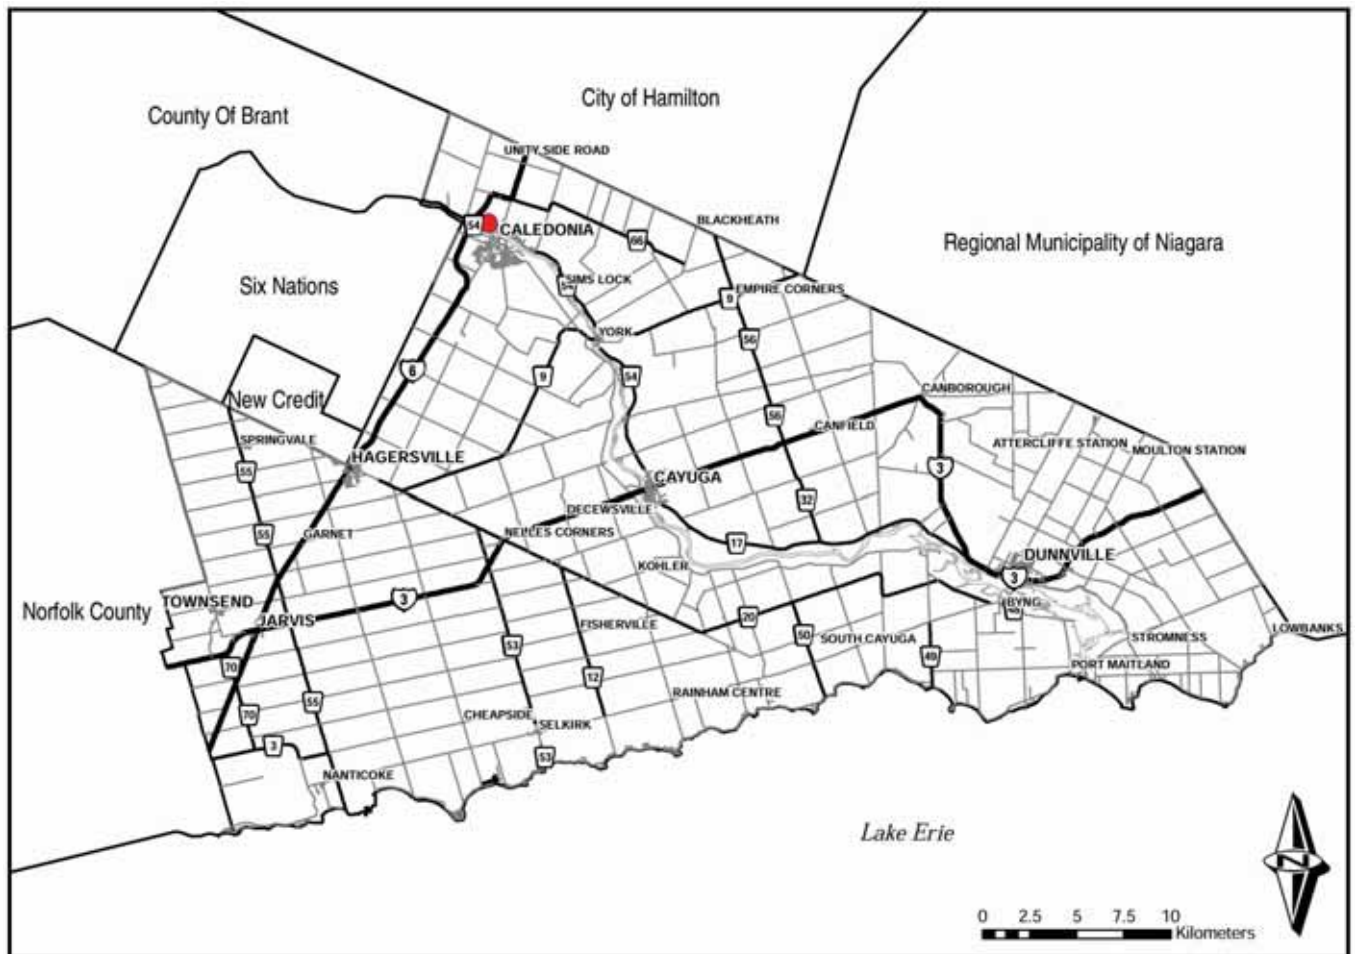 City of Hamilton
County Of Brant
UNITY SIDE ROAD
BLACKHEATH
54
CALEDONIA
66
Regional Municipality of Niagara
Six Nations
SIMS LOCK
54
EMPIRE CORNERS
9
YORK
56
6
9
54
New Credit
CANBOROUGH
56
CANFIELD
SPRINGVALE
ATTERCLIFFE STATION
MOULTON STATION
HAGERSVILLE
55
3
CAYUGA
32
DECEWSVILLE
GARNET
55
NELLES CORNERS
17
KOHLER
DUNNVILLE
3
Norfolk County
TOWNSEND
3
BYNG
JARVIS
20
FISHERVILLE
50
SOUTH CAYUGA
STROMNESS
LOWBANKS
53
49
PORT MAITLAND
70
12
RAINHAM CENTRE
55
70
CHEAPSIDE
SELKIRK
3
53
NANTICOKE
Lake Erie
N
0 2.5 5 7.5 10
Kilometers